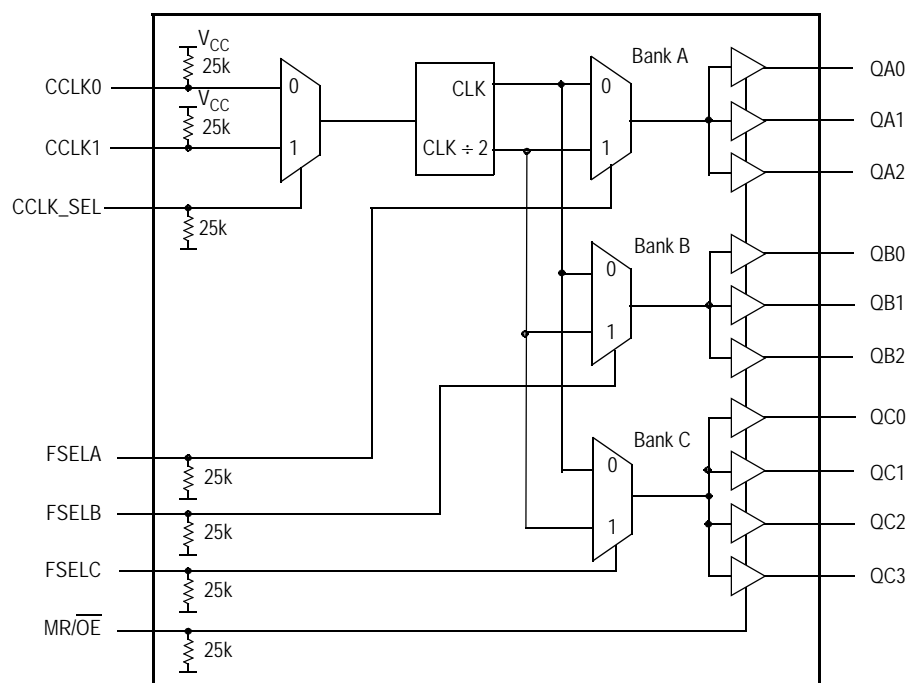 VCC
25k
CCLK0
0
CLK
0
Bank A
QA0
VCC
25k
QA1
CCLK1
1
CLK ÷ 2
1
QA2
CCLK_SEL
25k
Bank B
QB0
0
QB1
1
QB2
Bank C
QC0
FSELA
25k
0
QC1
FSELB
25k
1
QC2
FSELC
25k
QC3
MR/OE
25k